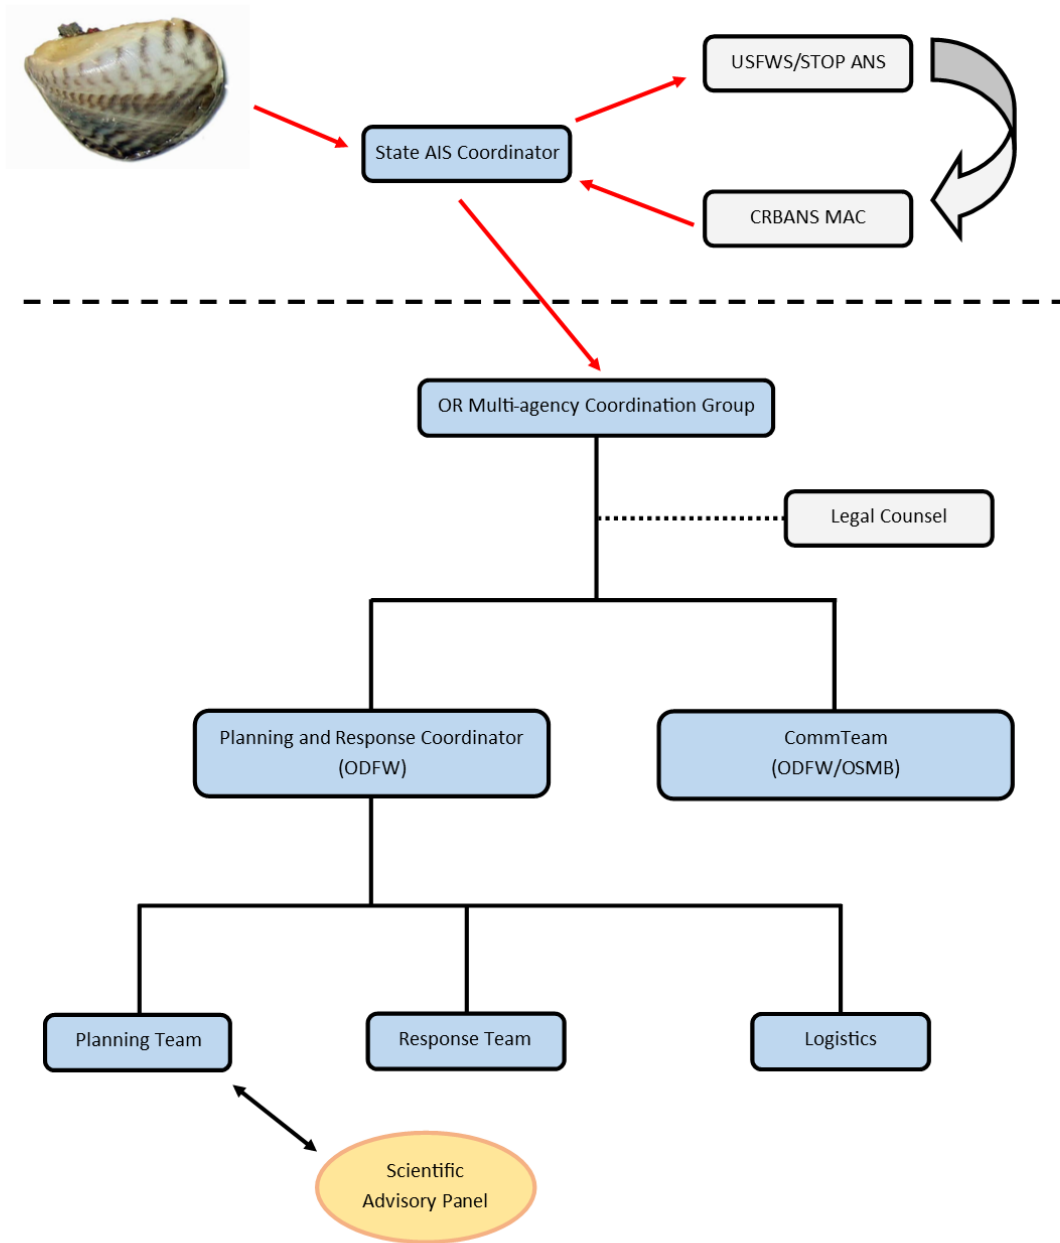 USFWS/STOP ANS
State AIS Coordinator
CRBANS MAC
OR Multi-agency Coordination Group
Legal Counsel
Planning and Response Coordinator
(ODFW)
CommTeam
(ODFW/OSMB)
Planning Team
Response Team
Logistics
Scientific
Advisory Panel